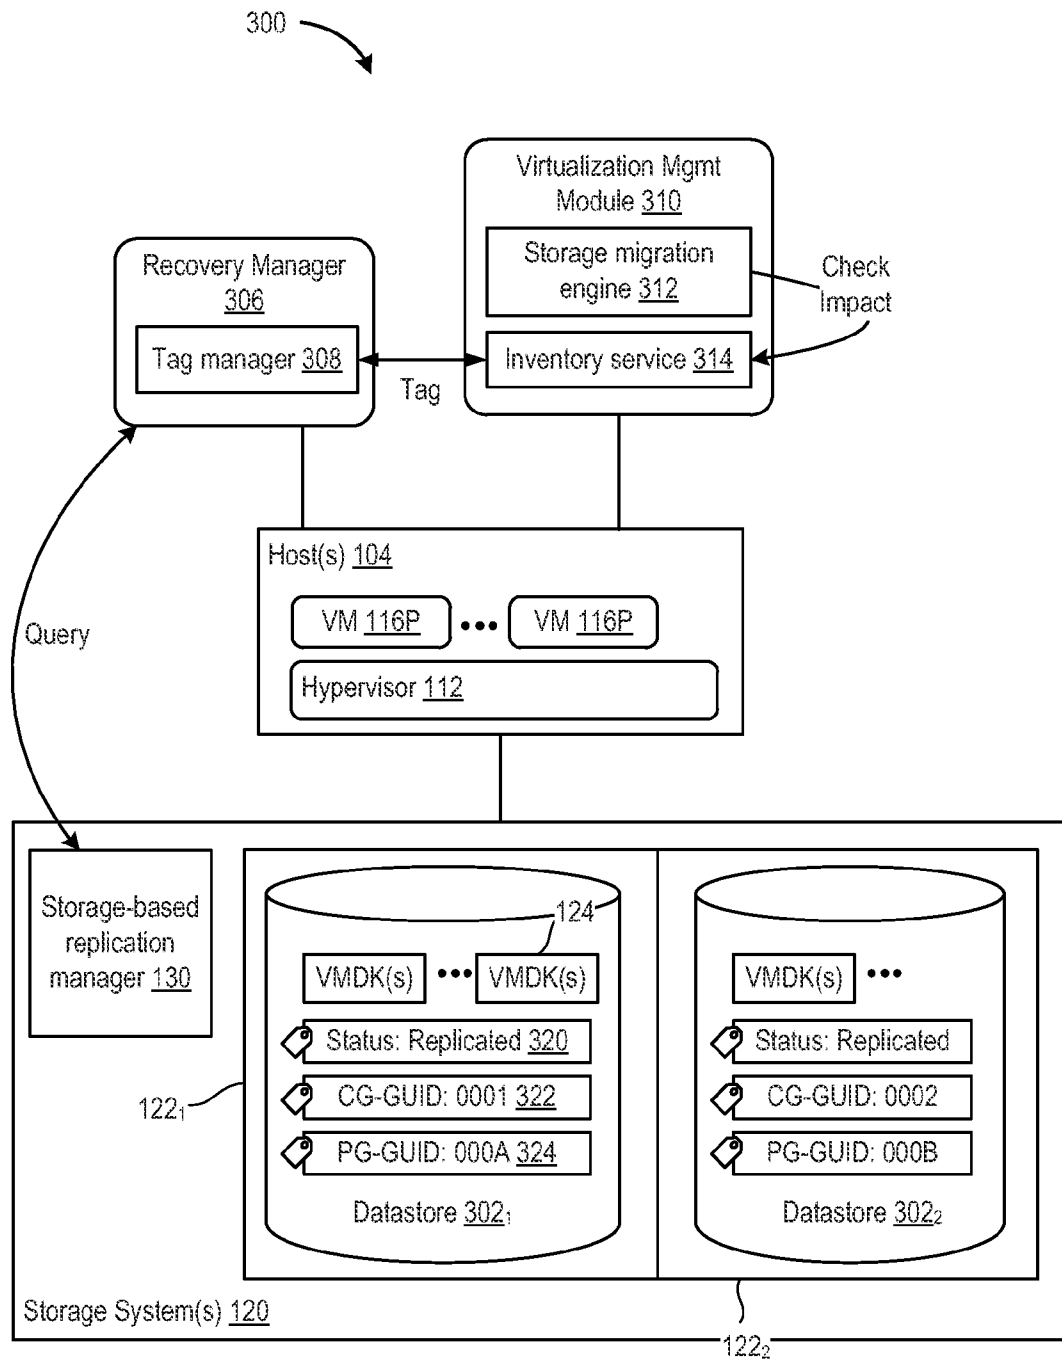 300
Virtualization Mgmt
Module 310
Storage migration
engine 312
Check
Impact
Inventory service 314
Recovery Manager
306
Tag manager 308
Tag
Host(s) 104
VM 116P ••• VM 116P
Hypervisor 112
Query
Storage-based
replication
manager 130
124
VMDK(s) ••• VMDK(s)
Status: Replicated 320
CG-GUID: 0001 322
PG-GUID: 000A 324
Datastore 302₁
122₁
VMDK(s) •••
Status: Replicated
CG-GUID: 0002
PG-GUID: 000B
Datastore 302₂
Storage System(s) 120
122₂